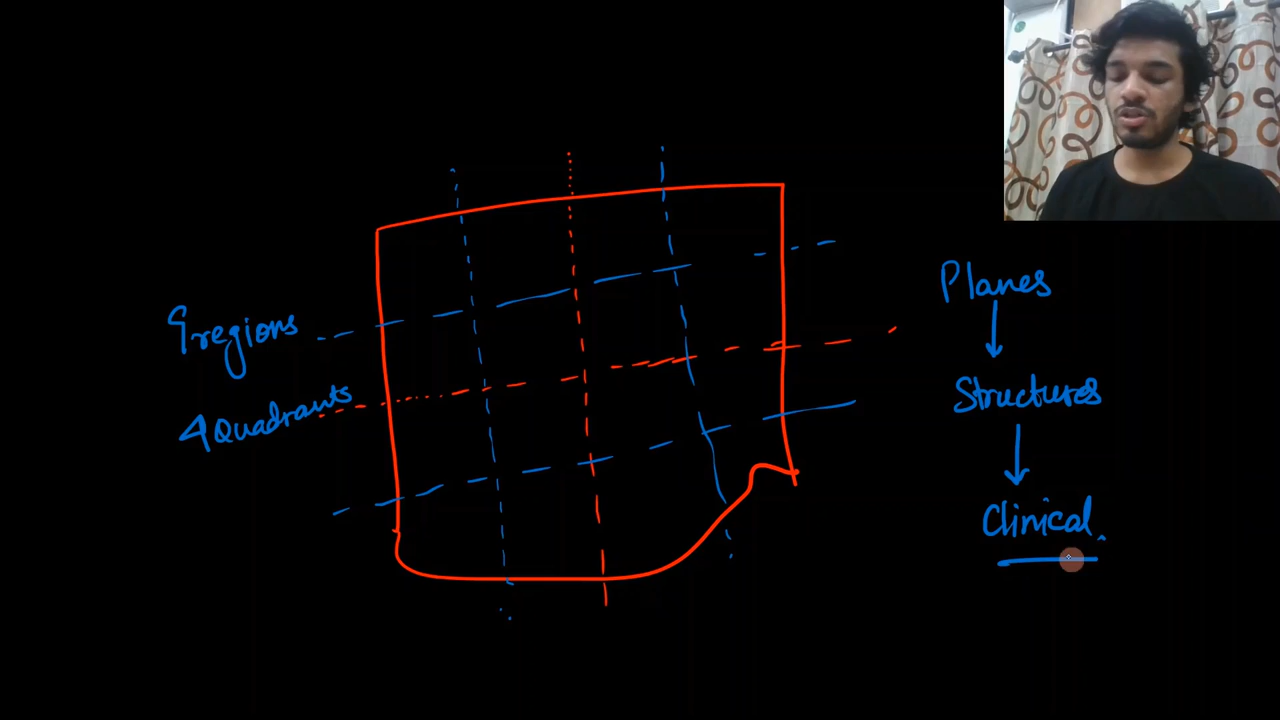 9 regions
4 Quadrants
Planes
Structures
Clinical.